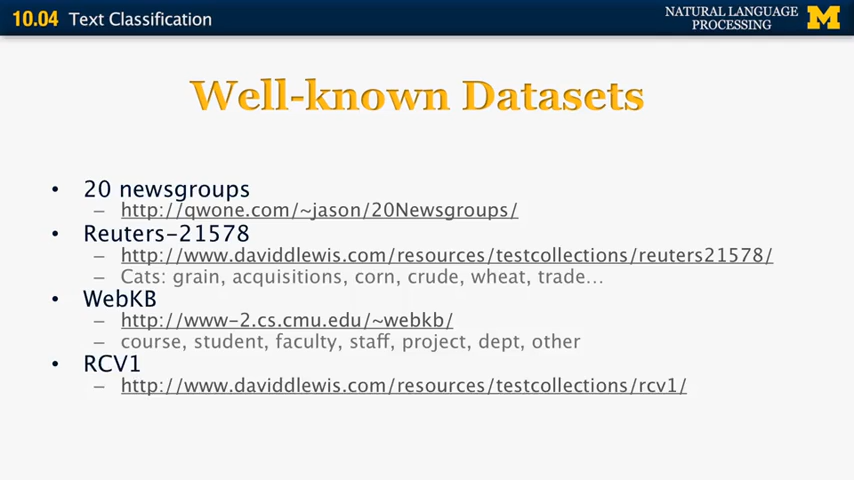 10.04 Text Classification
NATURAL LANGUAGE
PROCESSING
M
Well-known Datasets
• 20 newsgroups
– http://qwone.com/~jason/20Newsgroups/
• Reuters-21578
– http://www.daviddlewis.com/resources/testcollections/reuters21578/
– Cats: grain, acquisitions, corn, crude, wheat, trade…
• WebKB
– http://www-2.cs.cmu.edu/~webkb/
– course, student, faculty, staff, project, dept, other
• RCV1
– http://www.daviddlewis.com/resources/testcollections/rcv1/